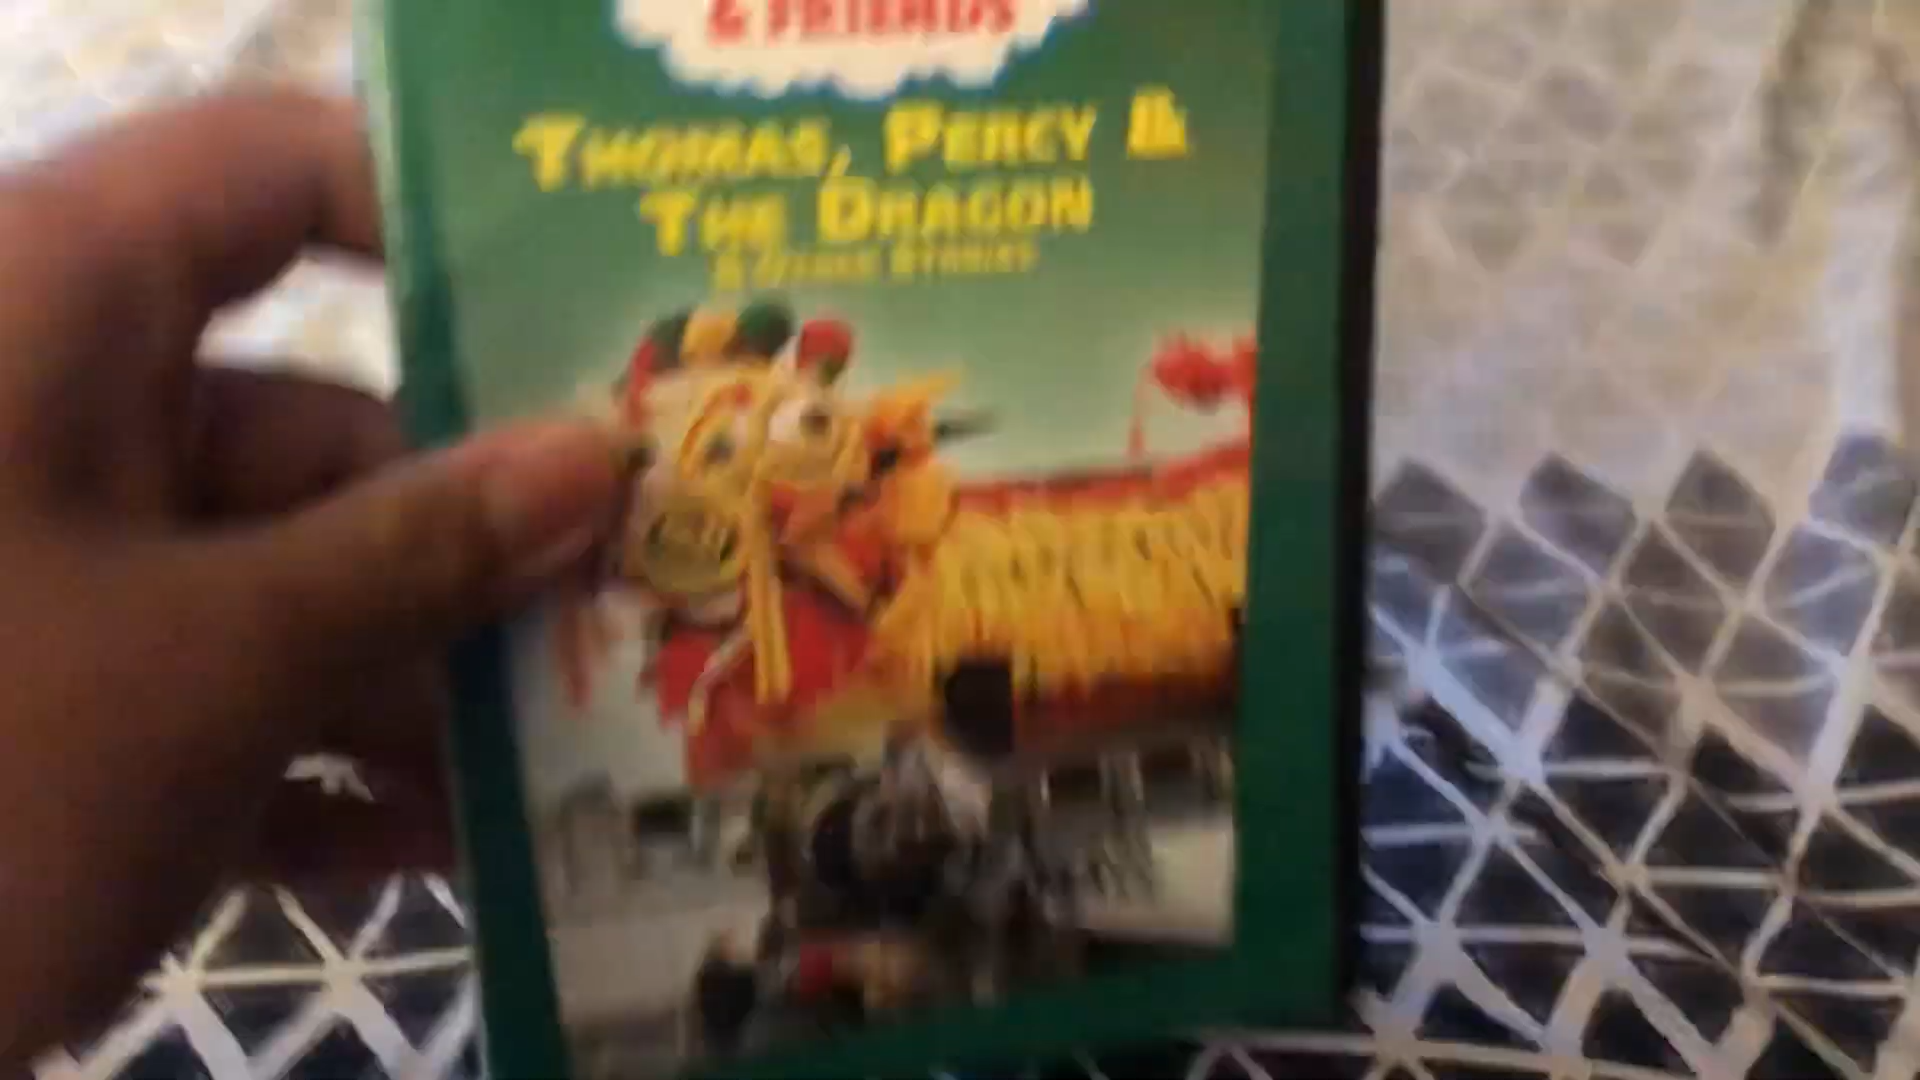 & FRIENDS
THOMAS, PERCY &
THE DRAGON
& OTHER STORIES